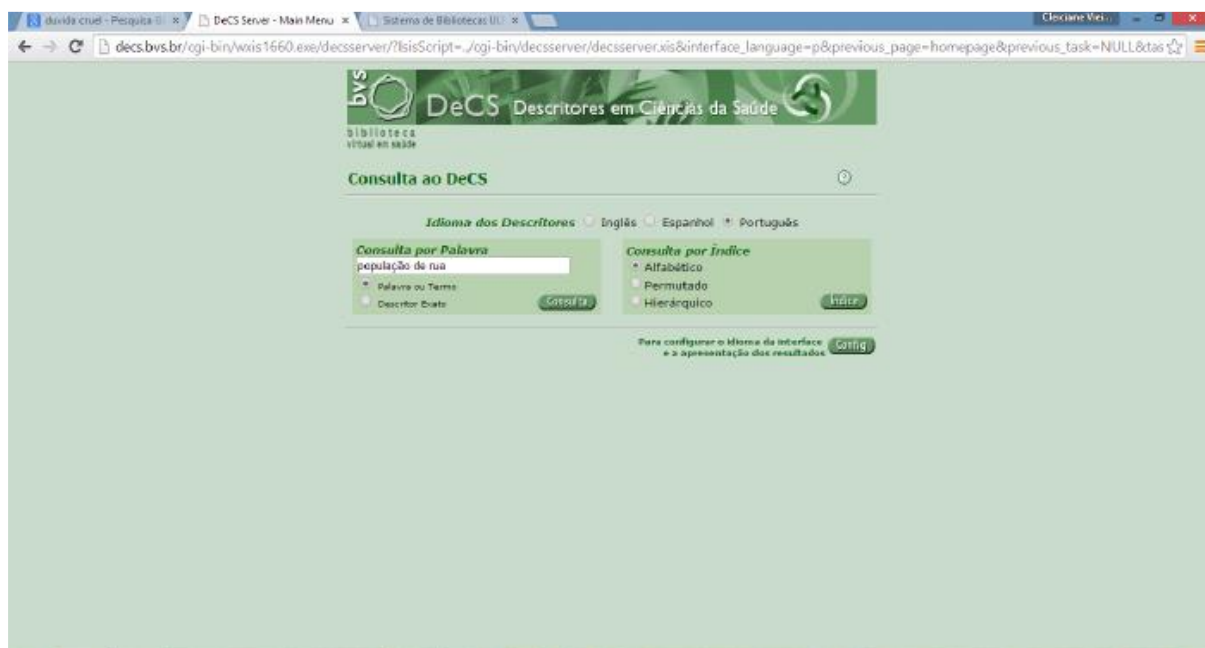 duvida cruel - Pesquisa
DeCS Server - Main Menu
Sistema de Bibliotecas
Cleiciane Viei...
decs.bvs.br/cgi-bin/wxis1660.exe/decsserver/?IsisScript=../cgi-bin/decsserver/decsserver.xis&interface_language=p&previous_page=homepage&previous_task=NULL&tas
bvs
DeCS Descritores em Ciências da Saúde
biblioteca
virtual em saúde
Consulta ao DeCS
Idioma dos Descritores Inglês Espanhol Português
Consulta por Palavra
população de rua
Palavra ou Termo
Descritor Exato
Consulta
Consulta por Índice
Alfabético
Permutado
Hierárquico
Índice
Para configurar o idioma da interface
e a apresentação dos resultados
Config